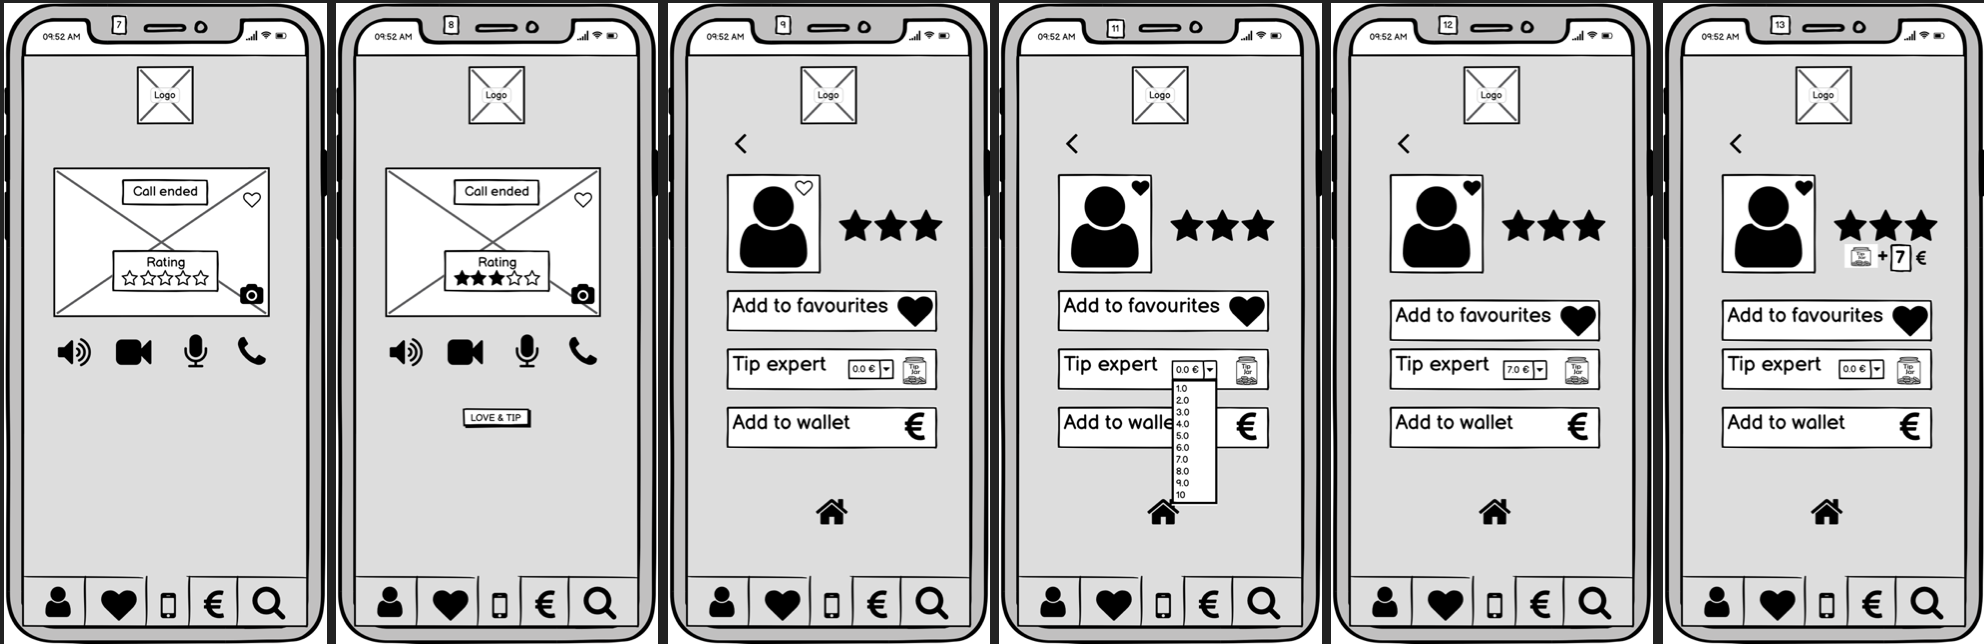 09:52 AM
7
Logo
Call ended
Rating
09:52 AM
8
Logo
Call ended
Rating
LOVE & TIP
09:52 AM
9
Logo
Add to favourites
Tip expert 0.0 € Tip Jar
Add to wallet €
€
09:52 AM
11
Logo
Add to favourites
Tip expert 0.0 € Tip Jar
1.0
2.0
3.0
4.0
5.0
6.0
7.0
8.0
9.0
10
Add to walle €
€
09:52 AM
12
Logo
Add to favourites
Tip expert 7.0 € Tip Jar
Add to wallet €
€
09:52 AM
13
Logo
Tip Jar + 7 €
Add to favourites
Tip expert 0.0 € Tip Jar
Add to wallet €
€